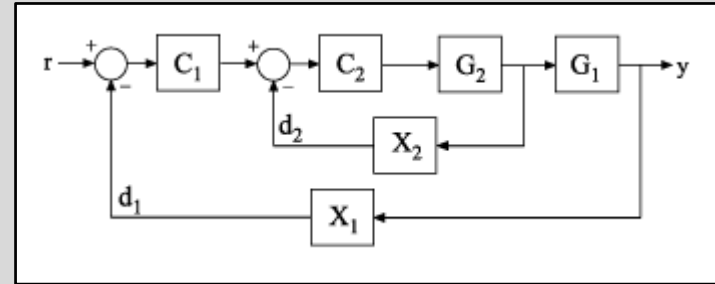 r + − C₁ + − C₂ G₂ G₁ y
d₂ X₂
d₁ X₁